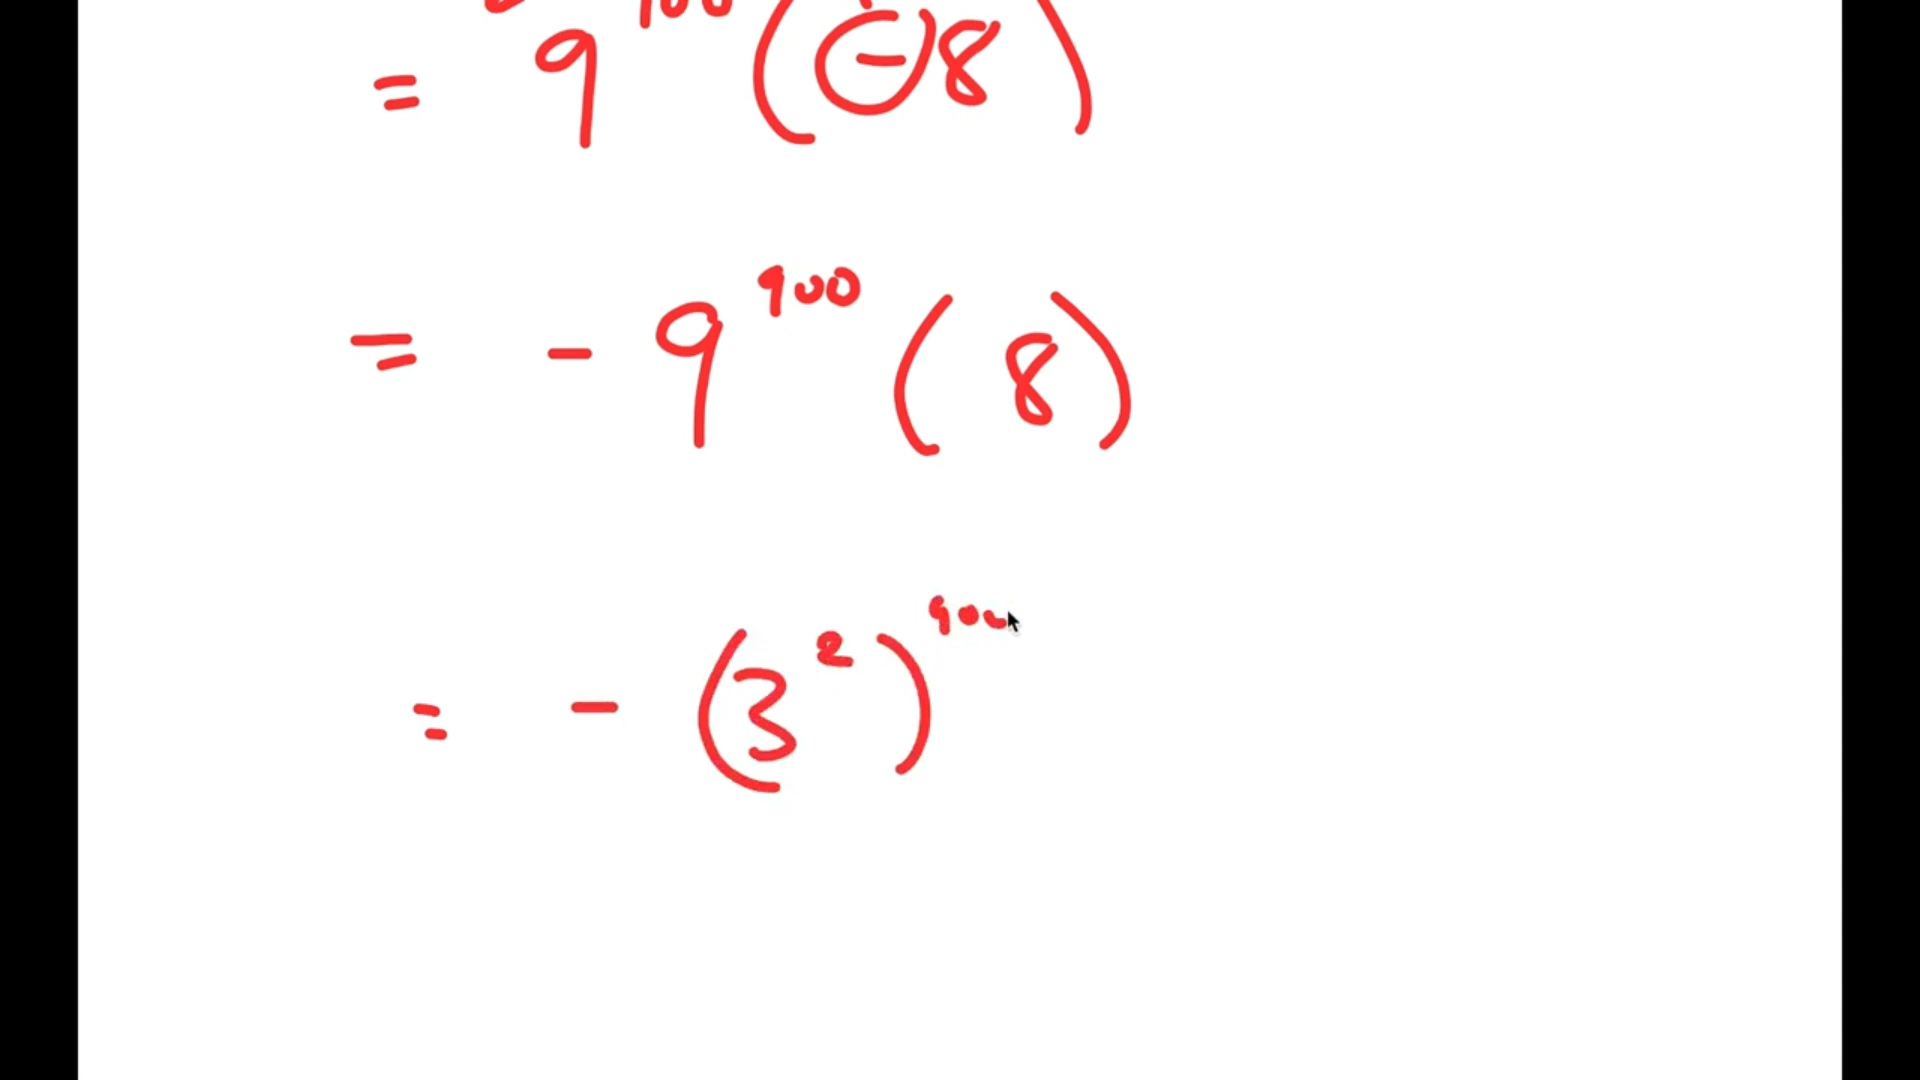 = 9^900 (-8)
= - 9^900 (8)
= - (3^2)^900